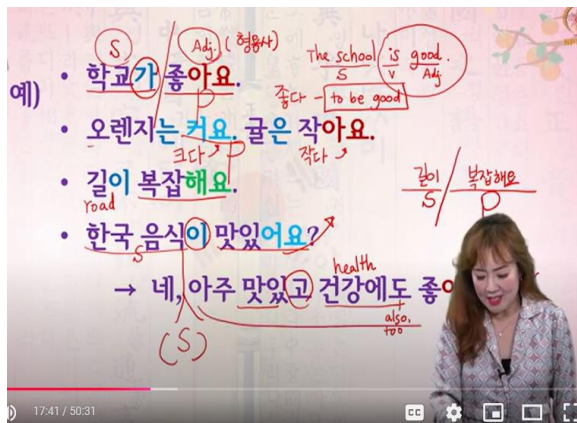 S Adj. (형용사)
The school is good.
S V Adj
예) • 학교가 좋아요.
P
좋다 - to be good
• 오렌지는 커요. 귤은 작아요.
크다 P 작다
• 길이 복잡해요.
road
길이 복잡해요
S P
• 한국 음식이 맛있어요?
S
health
→ 네, 아주 맛있고 건강에도 좋
also,
too
(S)
17:41 / 50:31
CC